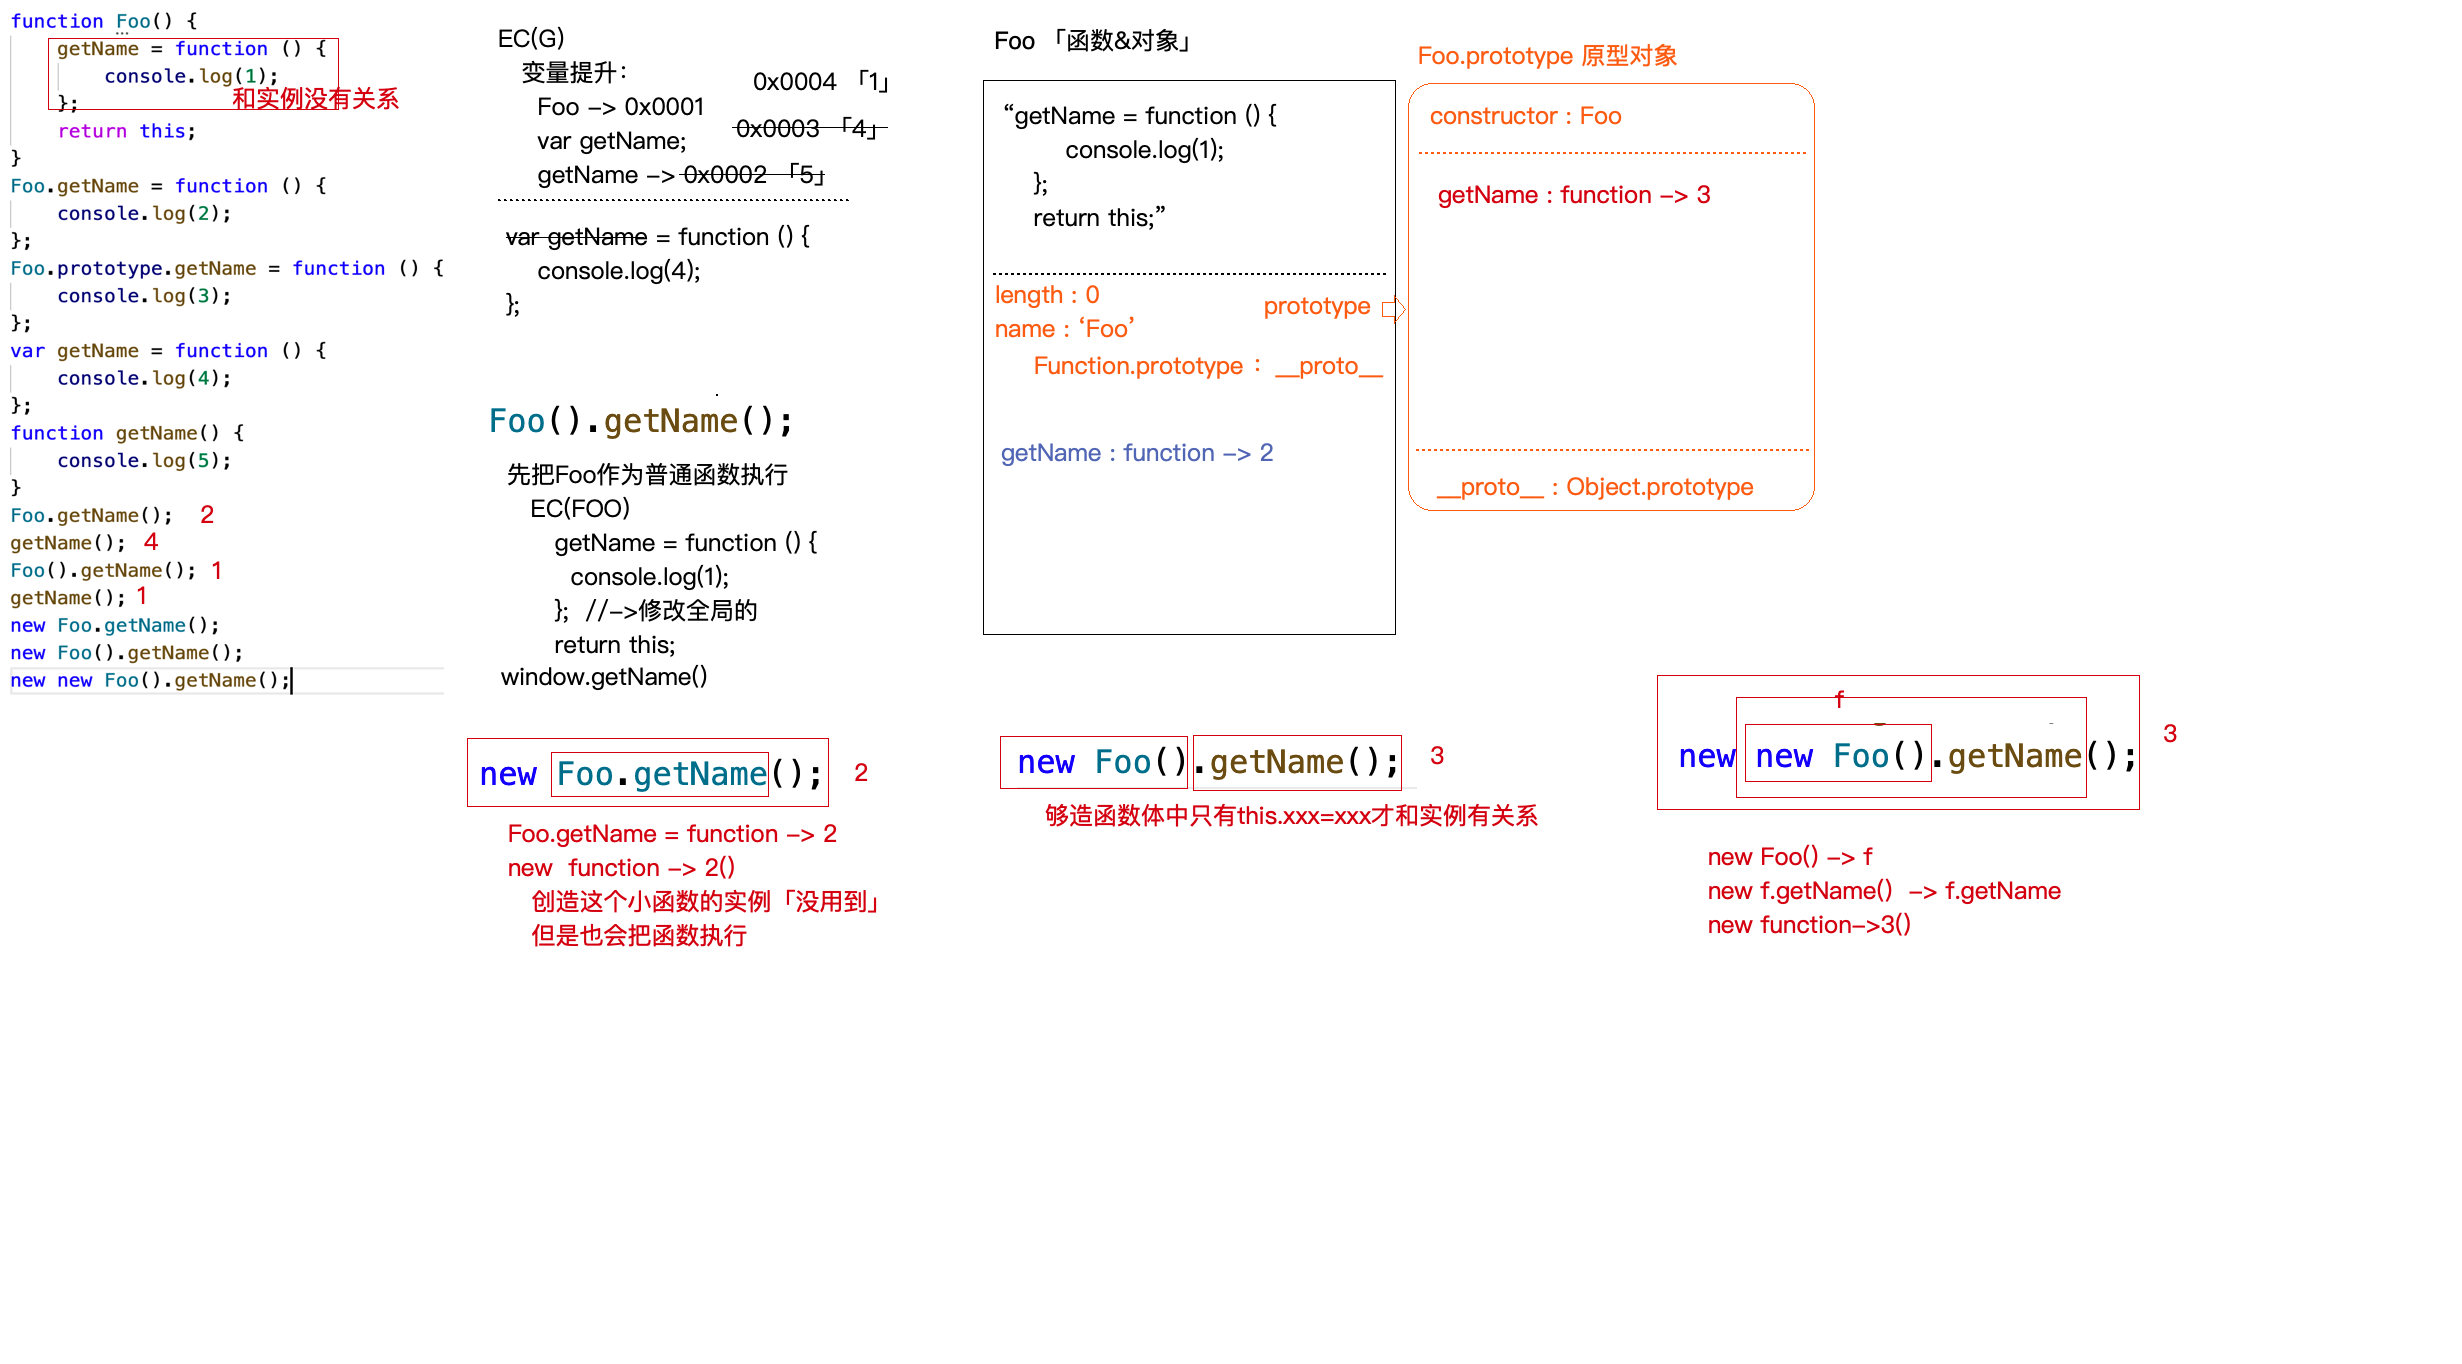 function Foo() {
getName = function () {
console.log(1);
};
和实例没有关系
return this;
}
Foo.getName = function () {
console.log(2);
};
Foo.prototype.getName = function () {
console.log(3);
};
var getName = function () {
console.log(4);
};
function getName() {
console.log(5);
}
Foo.getName(); 2
getName(); 4
Foo().getName(); 1
getName(); 1
new Foo.getName();
new Foo().getName();
new new Foo().getName();
EC(G)
变量提升：
Foo -> 0x0001
var getName;
getName -> 0x0002 「5」
0x0004 「1」
0x0003 「4」
var getName = function () {
console.log(4);
};
Foo().getName();
先把Foo作为普通函数执行
EC(FOO)
getName = function () {
console.log(1);
}; //->修改全局的
return this;
window.getName()
Foo 「函数&对象」
“getName = function () {
console.log(1);
};
return this;”
length : 0
name : ‘Foo’
prototype
Function.prototype : __proto__
getName : function -> 2
Foo.prototype 原型对象
constructor : Foo
getName : function -> 3
__proto__ : Object.prototype
new Foo.getName(); 2
Foo.getName = function -> 2
new function -> 2()
创造这个小函数的实例「没用到」
但是也会把函数执行
new Foo().getName(); 3
够造函数体中只有this.xxx=xxx才和实例有关系
f
new new Foo().getName(); 3
new Foo() -> f
new f.getName() -> f.getName
new function->3()